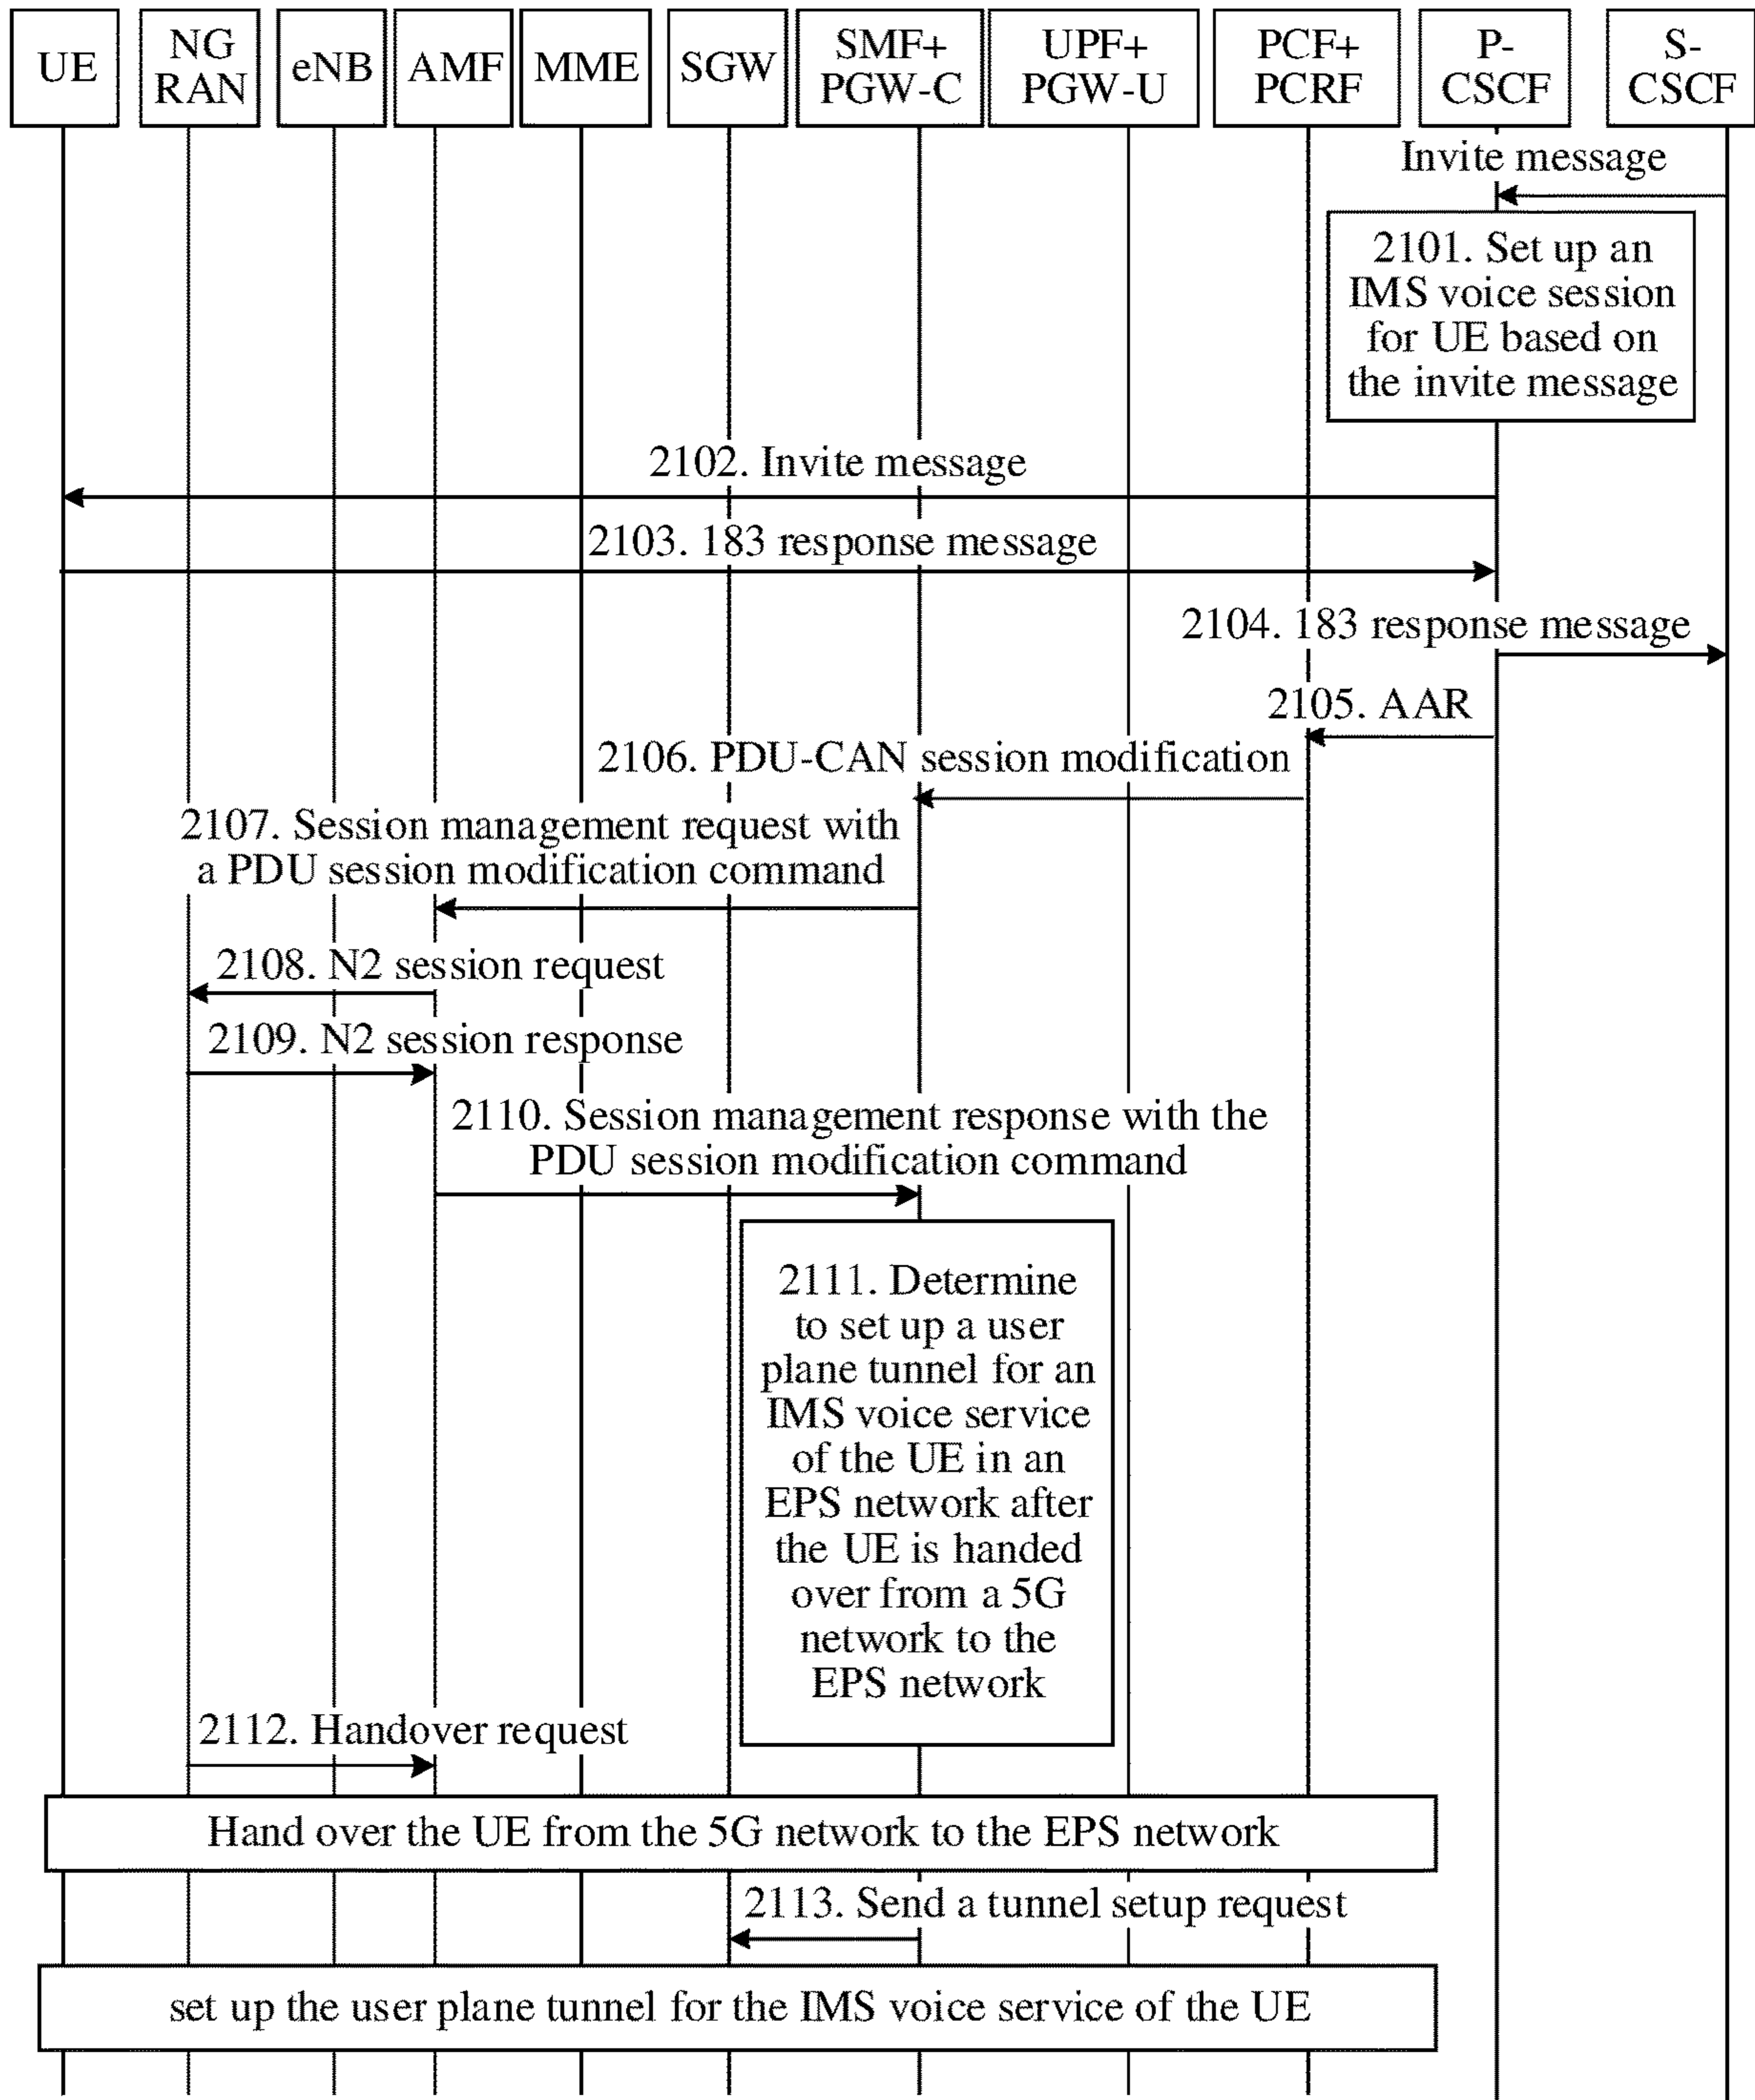 UE
NG
RAN
eNB
AMF
MME
SGW
SMF+
PGW-C
UPF+
PGW-U
PCF+
PCRF
P-
CSCF
S-
CSCF
Invite message
2101. Set up an
IMS voice session
for UE based on
the invite message
2102. Invite message
2103. 183 response message
2104. 183 response message
2105. AAR
2106. PDU-CAN session modification
2107. Session management request with
a PDU session modification command
2108. N2 session request
2109. N2 session response
2110. Session management response with the
PDU session modification command
2111. Determine
to set up a user
plane tunnel for an
IMS voice service
of the UE in an
EPS network after
the UE is handed
over from a 5G
network to the
EPS network
2112. Handover request
Hand over the UE from the 5G network to the EPS network
2113. Send a tunnel setup request
set up the user plane tunnel for the IMS voice service of the UE